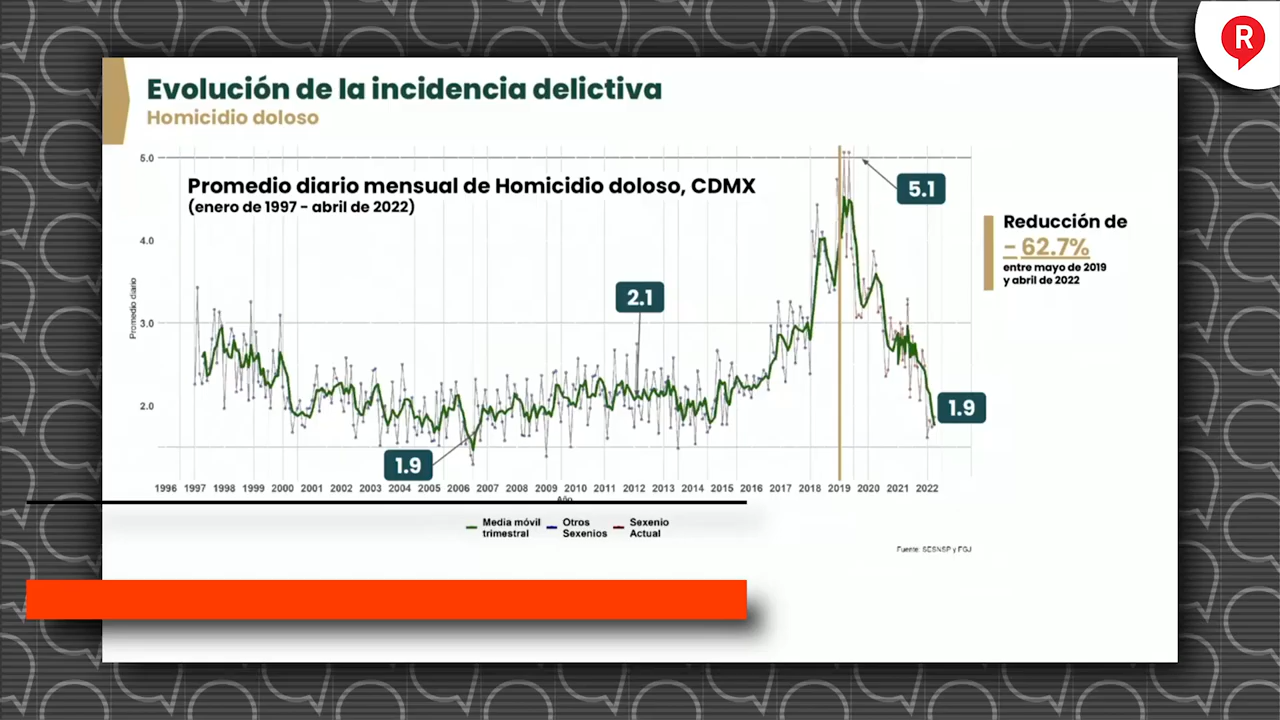 R
Evolución de la incidencia delictiva
Homicidio doloso
5.0
Promedio diario mensual de Homicidio doloso, CDMX
(enero de 1997 - abril de 2022)
5.1
Reducción de
- 62.7%
entre mayo de 2019
y abril de 2022
4.0
2.1
Promedio diario
3.0
2.0
1.9
1.9
1996 1997 1998 1999 2000 2001 2002 2003 2004 2005 2006 2007 2008 2009 2010 2011 2012 2013 2014 2015 2016 2017 2018 2019 2020 2021 2022
Año
Media móvil
trimestral
Otros
Sexenios
Sexenio
Actual
Fuente: SESNSP y FGJ